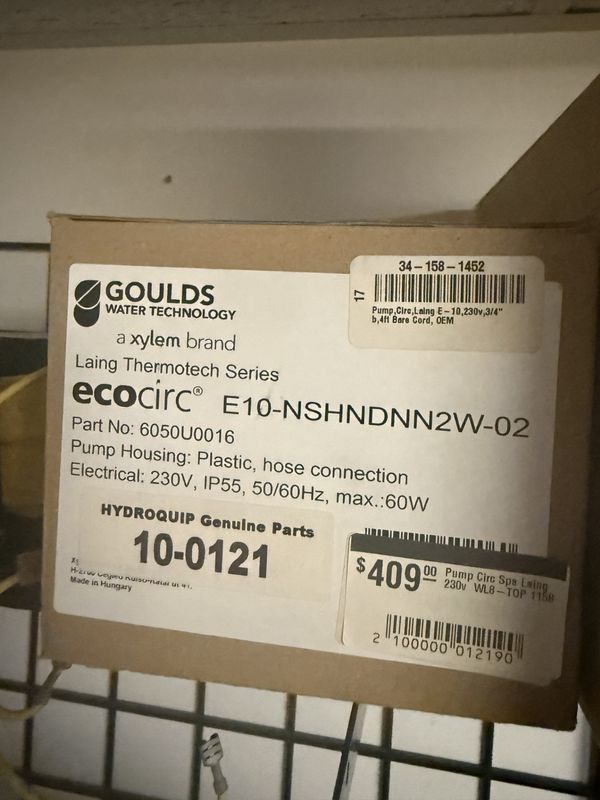 34-158-1452
17
Pump,Circ,Laing E-10,230v,3/4"
b,4ft Bare Cord, OEM
GOULDS
WATER TECHNOLOGY
a xylem brand
Laing Thermotech Series
ecocirc® E10-NSHNDNN2W-02
Part No: 6050U0016
Pump Housing: Plastic, hose connection
Electrical: 230V, IP55, 50/60Hz, max.:60W
HYDROQUIP Genuine Parts
10-0121
Made in Hungary
$409.00
Pump Circ Spa Laing
230v WL8-TOP 1158
2 100000 012190